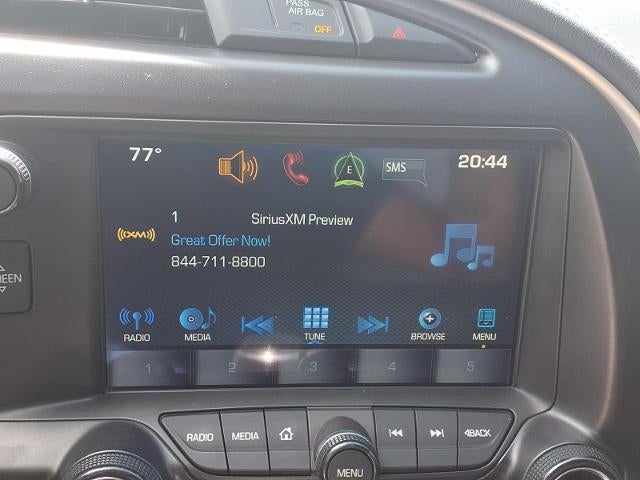 PASS
AIR BAG
OFF
77°
E
SMS
20:44
1 SiriusXM Preview
((XM))
Great Offer Now!
844-711-8800
RADIO MEDIA TUNE BROWSE MENU
1 2 3 4 5
RADIO MEDIA BACK
MENU